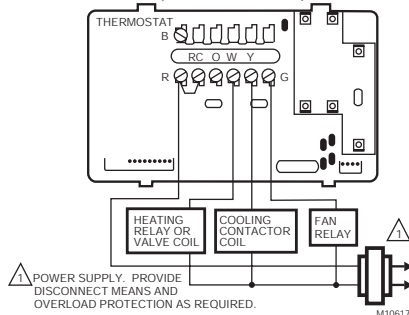 THERMOSTAT
B
RC O W Y
R
G
HEATING
RELAY OR
VALVE COIL
COOLING
CONTACTOR
COIL
FAN
RELAY
1
1 POWER SUPPLY. PROVIDE
DISCONNECT MEANS AND
OVERLOAD PROTECTION AS REQUIRED.
M10617